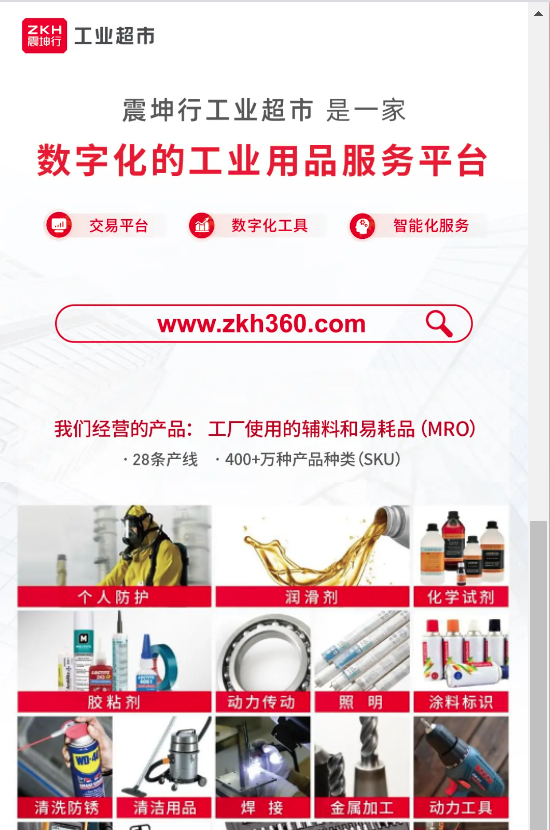 ZKH
震坤行
工业超市
震坤行工业超市 是一家
数字化的工业用品服务平台
交易平台 数字化工具 智能化服务
www.zkh360.com
我们经营的产品： 工厂使用的辅料和易耗品（MRO）
· 28条产线 · 400+万种产品种类（SKU）
个人防护 润滑剂 化学试剂
胶粘剂 动力传动 照 明 涂料标识
WD-40
清洗防锈 清洁用品 焊 接 金属加工 动力工具